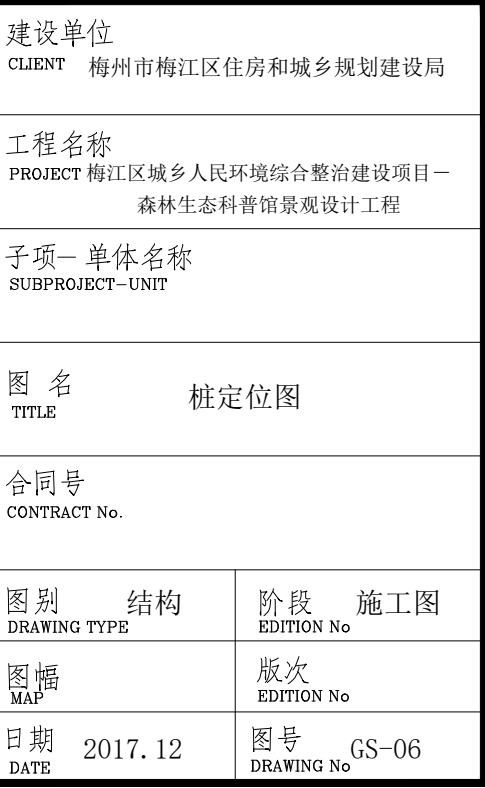 建设单位
CLIENT 梅州市梅江区住房和城乡规划建设局
工程名称
PROJECT 梅江区城乡人民环境综合整治建设项目－
森林生态科普馆景观设计工程
子项－单体名称
SUBPROJECT-UNIT
图 名
TITLE 桩定位图
合同号
CONTRACT No.
图别 结构 阶段 施工图
DRAWING TYPE EDITION No
图幅 版次
MAP EDITION No
日期 2017.12 图号 GS-06
DATE DRAWING No